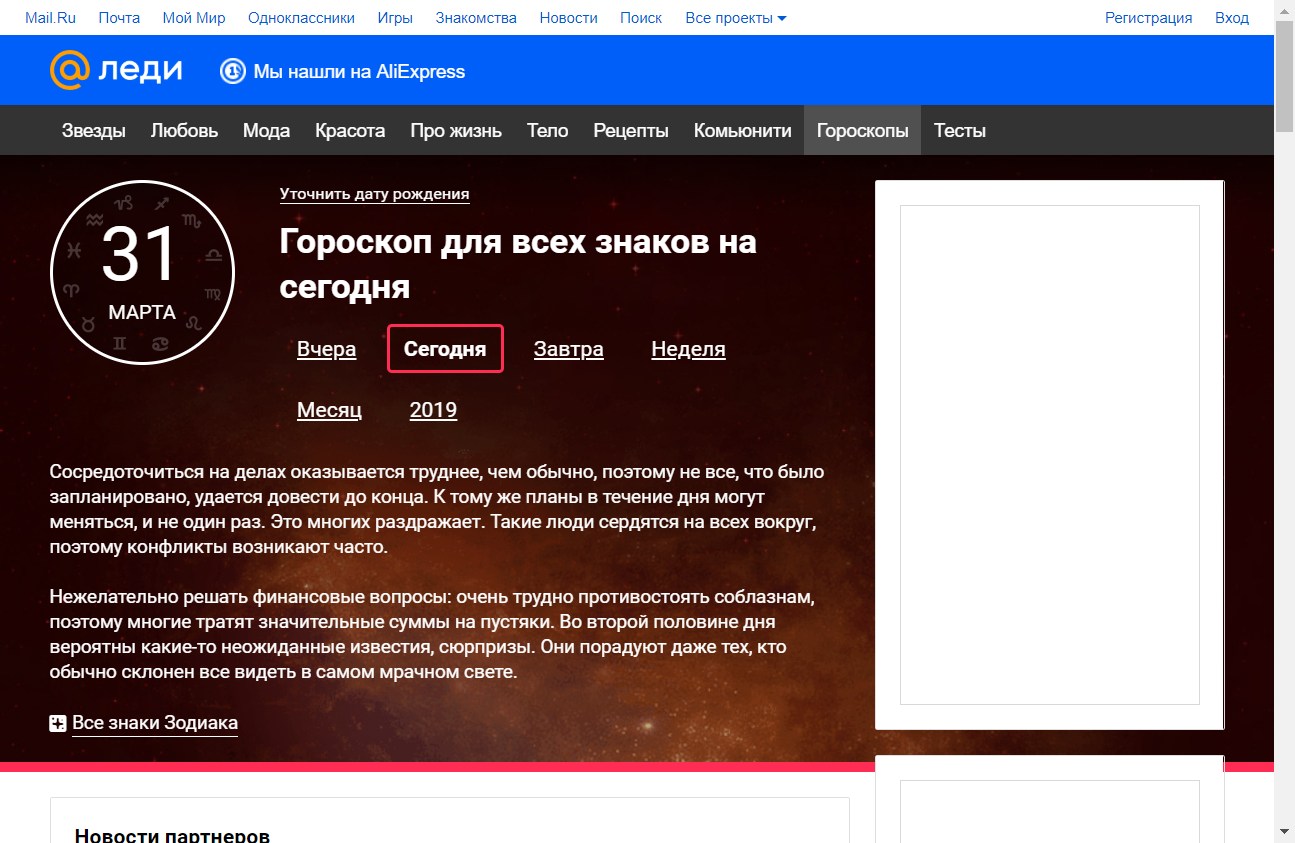 Mail.Ru Почта Мой Мир Одноклассники Игры Знакомства Новости Поиск Все проекты Регистрация Вход
@ леди Мы нашли на AliExpress
Звезды Любовь Мода Красота Про жизнь Тело Рецепты Комьюнити Гороскопы Тесты
31
МАРТА
Уточнить дату рождения
Гороскоп для всех знаков на
сегодня
Вчера Сегодня Завтра Неделя
Месяц 2019
Сосредоточиться на делах оказывается труднее, чем обычно, поэтому не все, что было
запланировано, удается довести до конца. К тому же планы в течение дня могут
меняться, и не один раз. Это многих раздражает. Такие люди сердятся на всех вокруг,
поэтому конфликты возникают часто.
Нежелательно решать финансовые вопросы: очень трудно противостоять соблазнам,
поэтому многие тратят значительные суммы на пустяки. Во второй половине дня
вероятны какие-то неожиданные известия, сюрпризы. Они порадуют даже тех, кто
обычно склонен все видеть в самом мрачном свете.
Все знаки Зодиака
Новости партнеров